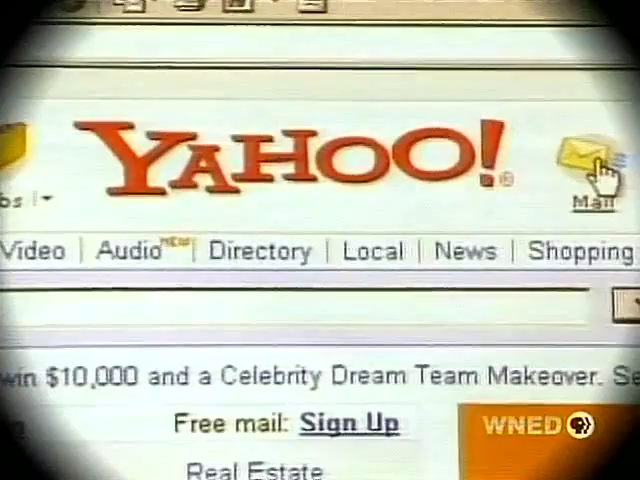 YAHOO!®
Mail
Video | Audio NEW | Directory | Local | News | Shopping
win $10,000 and a Celebrity Dream Team Makeover.
Free mail: Sign Up
WNED
Real Estate